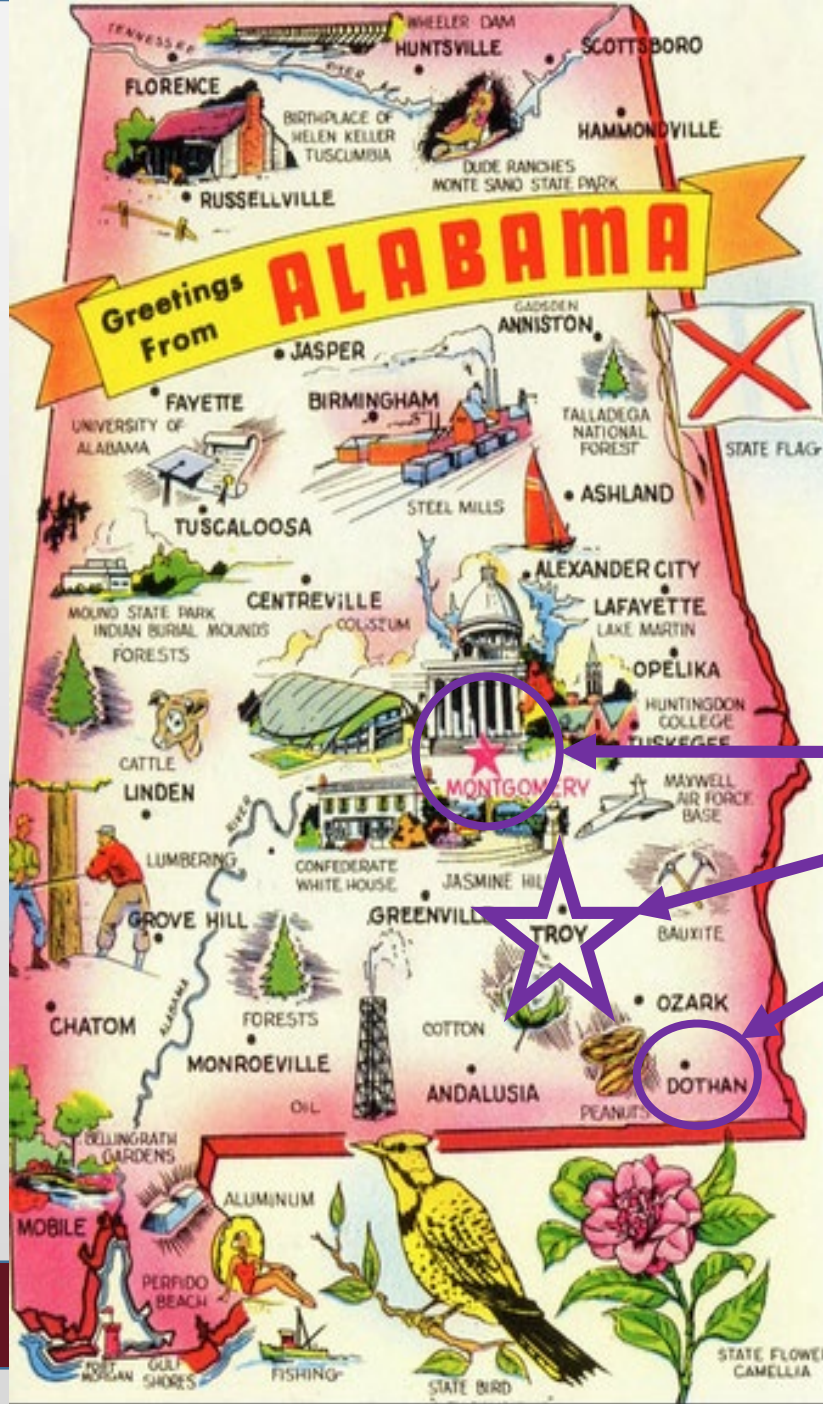 WHEELER DAM
TENNESSEE
HUNTSVILLE
SCOTTSBORO
RIVER
FLORENCE
BIRTHPLACE OF
HELEN KELLER
TUSCUMBIA
HAMMONDVILLE
DUDE RANCHES
MONTE SANO STATE PARK
RUSSELLVILLE
Greetings
From
ALABAMA
GADSDEN
ANNISTON
JASPER
FAYETTE
BIRMINGHAM
UNIVERSITY OF
ALABAMA
TALLADEGA
NATIONAL
FOREST
STATE FLAG
STEEL MILLS
ASHLAND
TUSCALOOSA
ALEXANDER CITY
CENTREVILLE
LAFAYETTE
MOUND STATE PARK
INDIAN BURIAL MOUNDS
COLISEUM
LAKE MARTIN
FORESTS
OPELIKA
HUNTINGDON
COLLEGE
TUSKEGEE
CATTLE
MONTGOMERY
MAXWELL
AIR FORCE
BASE
LINDEN
RIVER
LUMBERING
CONFEDERATE
WHITE HOUSE
JASMINE HIL
GREENVILL
GROVE HILL
TROY
BAUXITE
ALABAMA
CHATOM
FORESTS
COTTON
OZARK
MONROEVILLE
ANDALUSIA
DOTHAN
PEANUTS
OIL
BELLINGRATH
GARDENS
ALUMINUM
MOBILE
PERFIDO
BEACH
FORT
MORGAN
GULF
SHORES
FISHING
STATE BIRD
STATE FLOWE
CAMELLIA